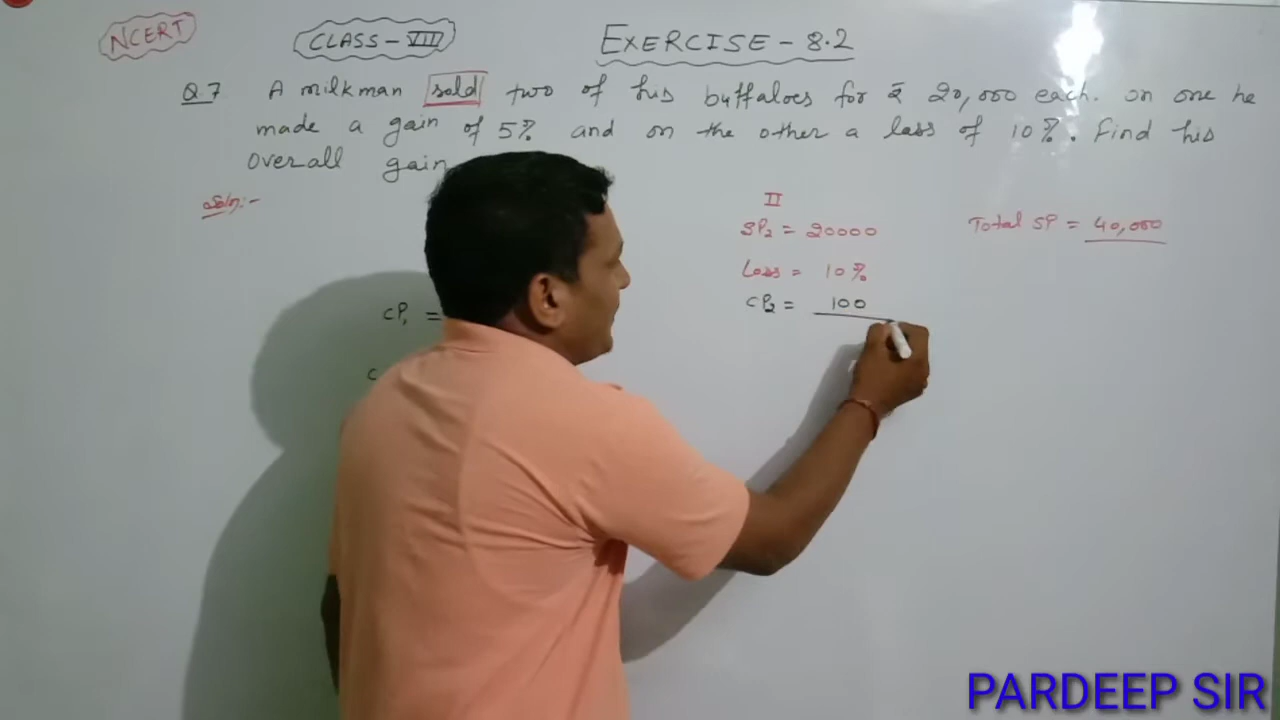 NCERT
CLASS-VIII
EXERCISE-8.2
Q.7 A milkman sold two of his buffaloes for ₹ 20,000 each. On one he
made a gain of 5% and on the other a loss of 10%. Find his
overall gain
Soln:-
CP₁ =
II
SP₂ = 20000
Loss = 10%
CP₂ = 100
Total SP = 40,000
PARDEEP SIR